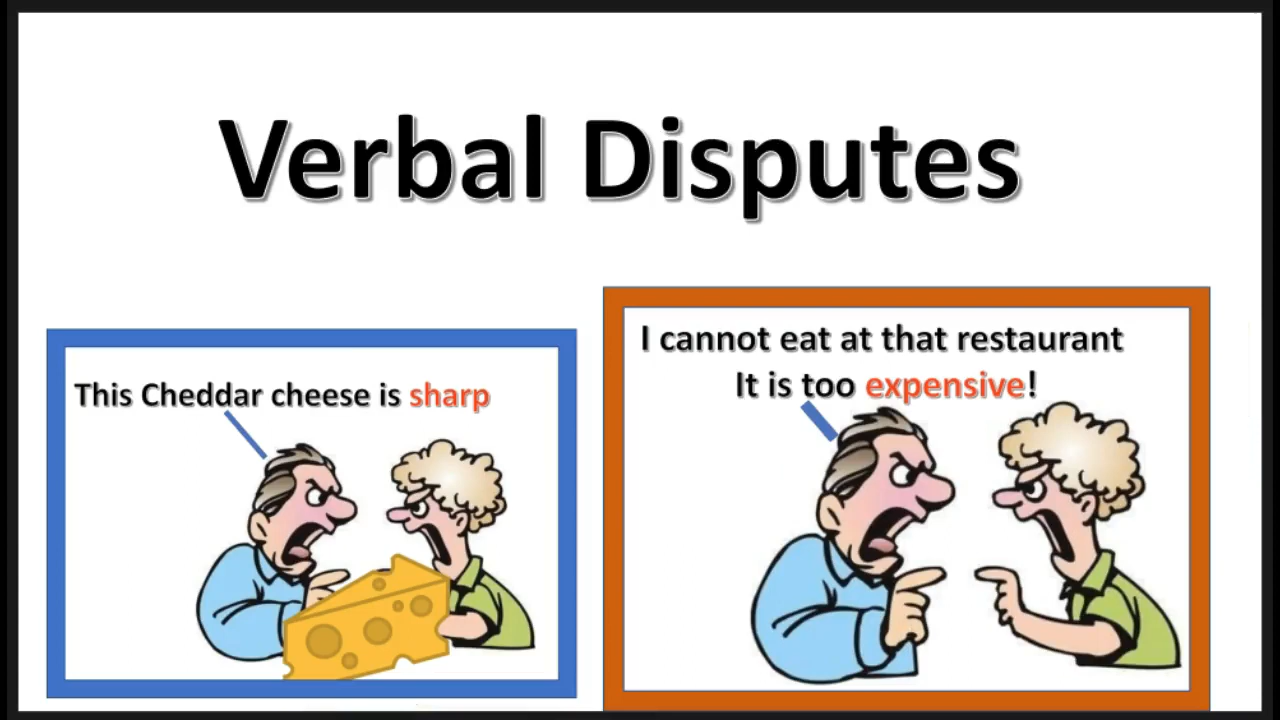 Verbal Disputes
This Cheddar cheese is sharp
I cannot eat at that restaurant
It is too expensive!